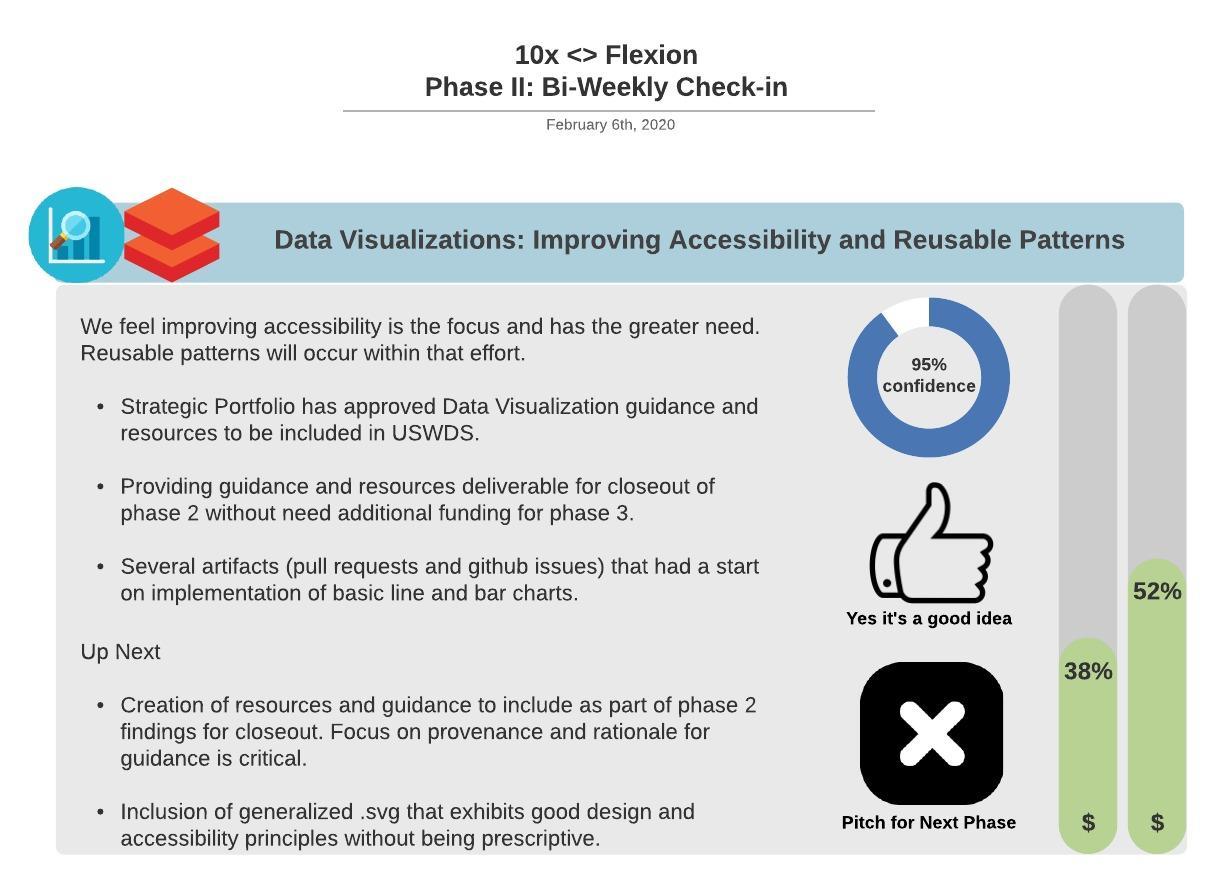 10x <> Flexion
Phase II: Bi-Weekly Check-in
February 6th, 2020
Data Visualizations: Improving Accessibility and Reusable Patterns
We feel improving accessibility is the focus and has the greater need.
Reusable patterns will occur within that effort.
• Strategic Portfolio has approved Data Visualization guidance and
resources to be included in USWDS.
• Providing guidance and resources deliverable for closeout of
phase 2 without need additional funding for phase 3.
• Several artifacts (pull requests and github issues) that had a start
on implementation of basic line and bar charts.
Up Next
• Creation of resources and guidance to include as part of phase 2
findings for closeout. Focus on provenance and rationale for
guidance is critical.
• Inclusion of generalized .svg that exhibits good design and
accessibility principles without being prescriptive.
95%
confidence
Yes it's a good idea
Pitch for Next Phase
38%
$
52%
$